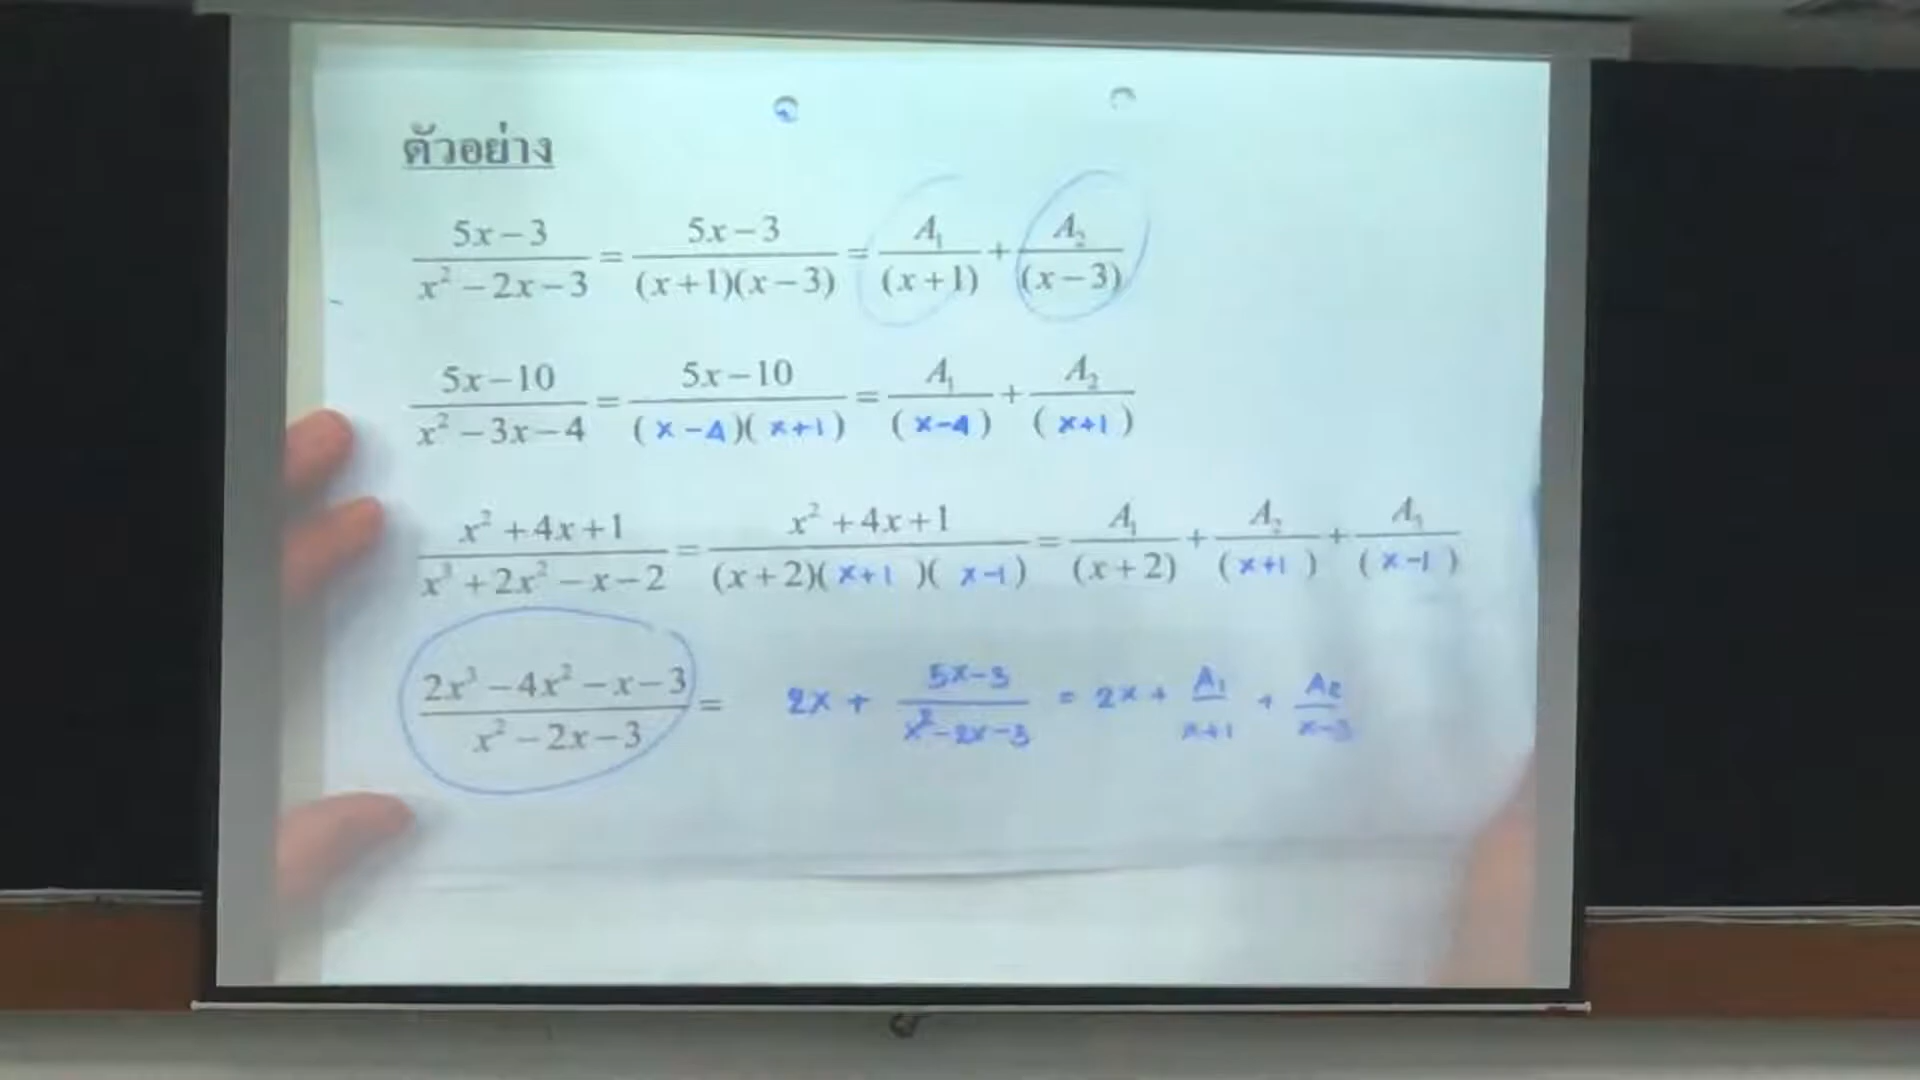 ตัวอย่าง
(5x−3)/(x²−2x−3) = (5x−3)/((x+1)(x−3)) = A₁/(x+1) + A₂/(x−3)
(5x−10)/(x²−3x−4) = (5x−10)/((x−4)(x+1)) = A₁/(x−4) + A₂/(x+1)
(x²+4x+1)/(x³+2x²−x−2) = (x²+4x+1)/((x+2)(x+1)(x−1)) = A₁/(x+2) + A₂/(x+1) + A₃/(x−1)
(2x³−4x²−x−3)/(x²−2x−3) = 2x + (5x−3)/(x²−2x−3) = 2x + A₁/(x+1) + A₂/(x−3)